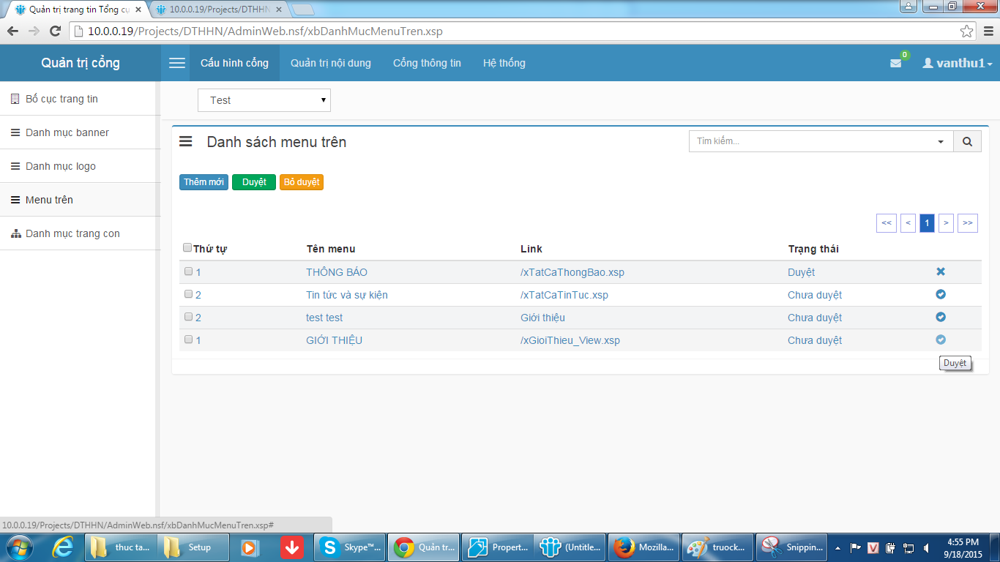 Quản trị trang tin Tổng cụ
10.0.0.19/Projects/DTHHN
10.0.0.19/Projects/DTHHN/AdminWeb.nsf/xbDanhMucMenuTren.xsp
Quản trị cổng
Cấu hình cổng
Quản trị nội dung
Cổng thông tin
Hệ thống
0
vanthu1
Bố cục trang tin
Danh mục banner
Danh mục logo
Menu trên
Danh mục trang con
Test
Danh sách menu trên
Tìm kiếm...
Thêm mới
Duyệt
Bỏ duyệt
<< < 1 > >>
Thứ tự Tên menu Link Trạng thái
1 THÔNG BÁO /xTatCaThongBao.xsp Duyệt
2 Tin tức và sự kiện /xTatCaTinTuc.xsp Chưa duyệt
2 test test Giới thiệu Chưa duyệt
1 GIỚI THIỆU /xGioiThieu_View.xsp Chưa duyệt
Duyệt
10.0.0.19/Projects/DTHHN/AdminWeb.nsf/xbDanhMucMenuTren.xsp#
thuc ta...
Setup
Skype™...
Quản tr...
Propert...
(Untitle...
Mozilla...
truock...
Snippin...
4:55 PM
9/18/2015